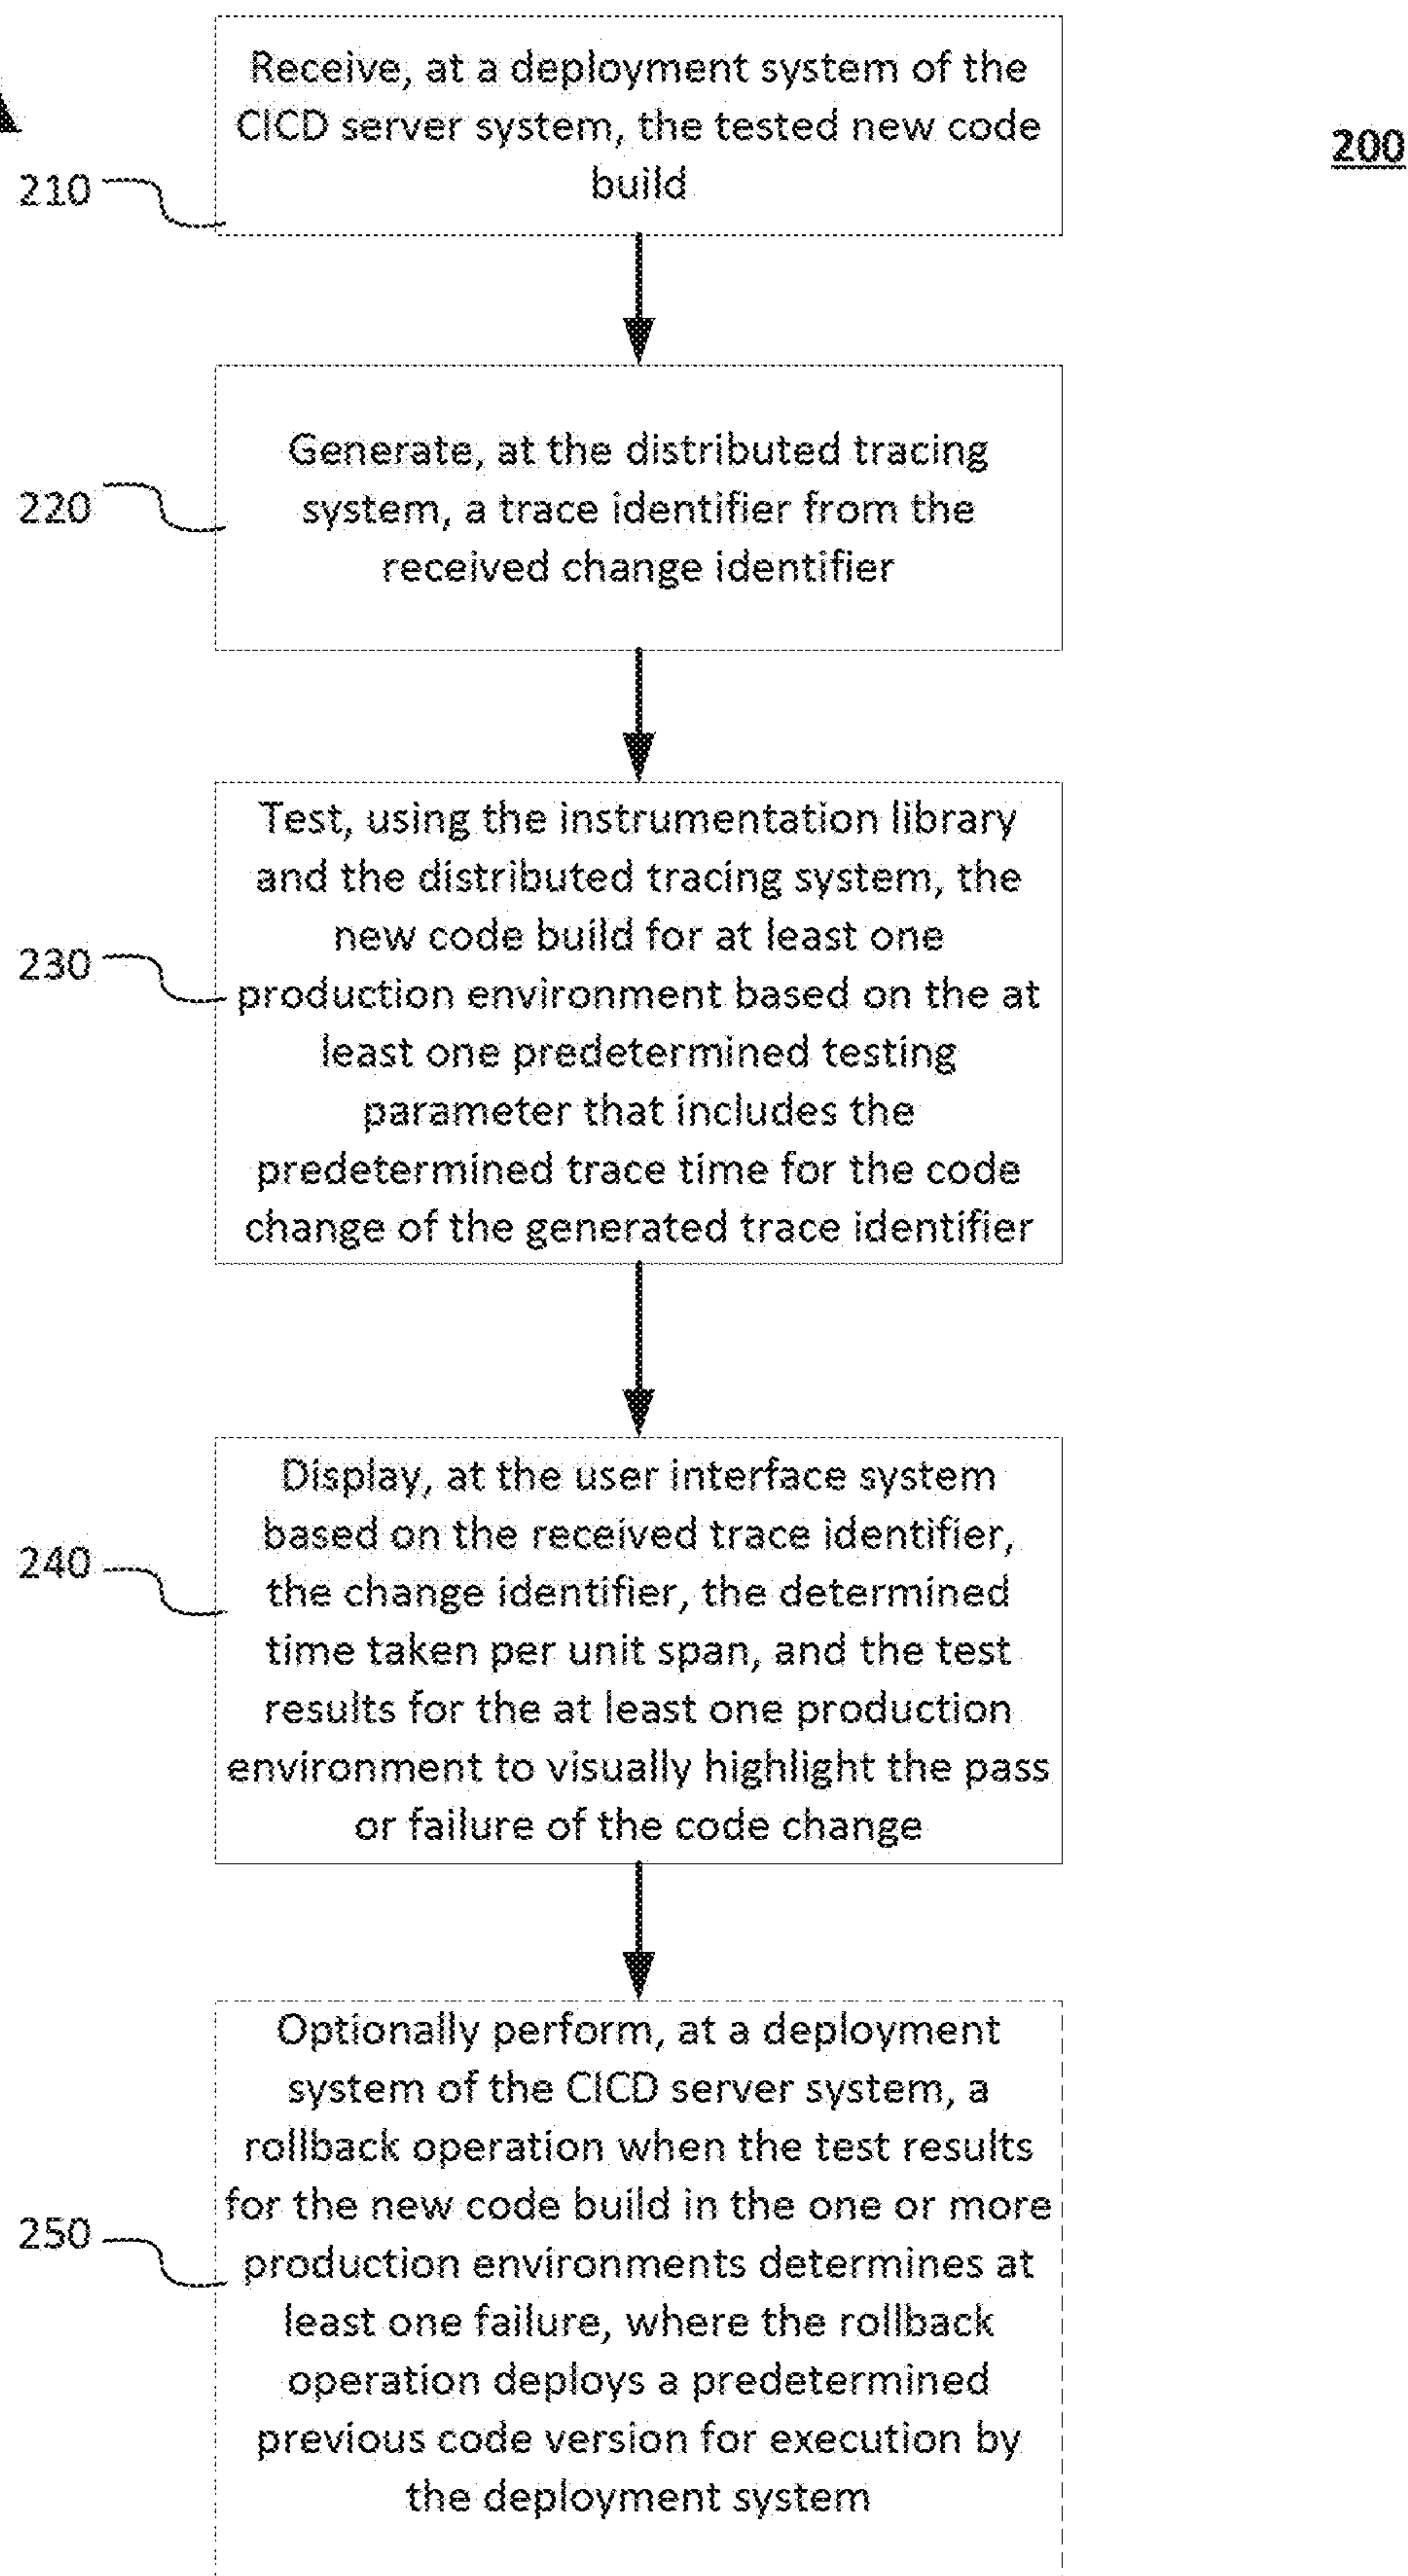 Receive, at a deployment system of the
CICD server system, the tested new code
build
200
210
Generate, at the distributed tracing
system, a trace identifier from the
received change identifier
220
Test, using the instrumentation library
and the distributed tracing system, the
new code build for at least one
production environment based on the at
least one predetermined testing
parameter that includes the
predetermined trace time for the code
change of the generated trace identifier
230
Display, at the user interface system
based on the received trace identifier,
the change identifier, the determined
time taken per unit span, and the test
results for the at least one production
environment to visually highlight the pass
or failure of the code change
240
Optionally perform, at a deployment
system of the CICD server system, a
rollback operation when the test results
for the new code build in the one or more
production environments determines at
least one failure, where the rollback
operation deploys a predetermined
previous code version for execution by
the deployment system
250